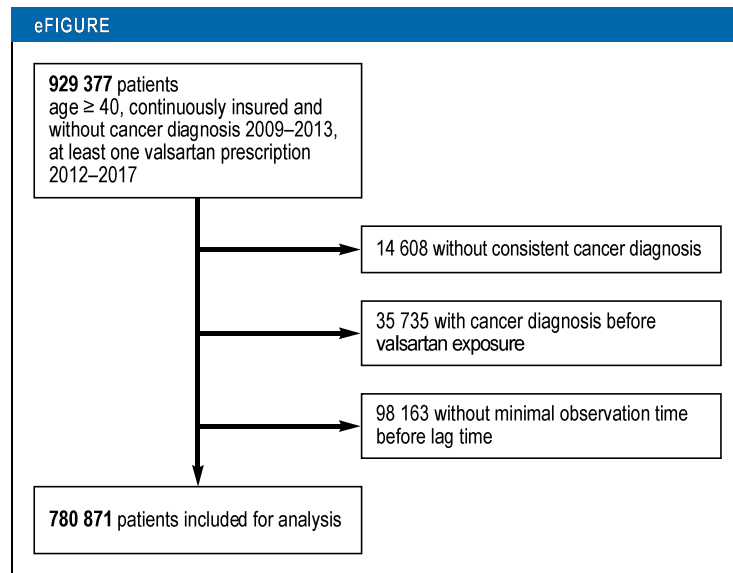 eFIGURE
929 377 patients
age ≥ 40, continuously insured and
without cancer diagnosis 2009–2013,
at least one valsartan prescription
2012–2017
14 608 without consistent cancer diagnosis
35 735 with cancer diagnosis before
valsartan exposure
98 163 without minimal observation time
before lag time
780 871 patients included for analysis